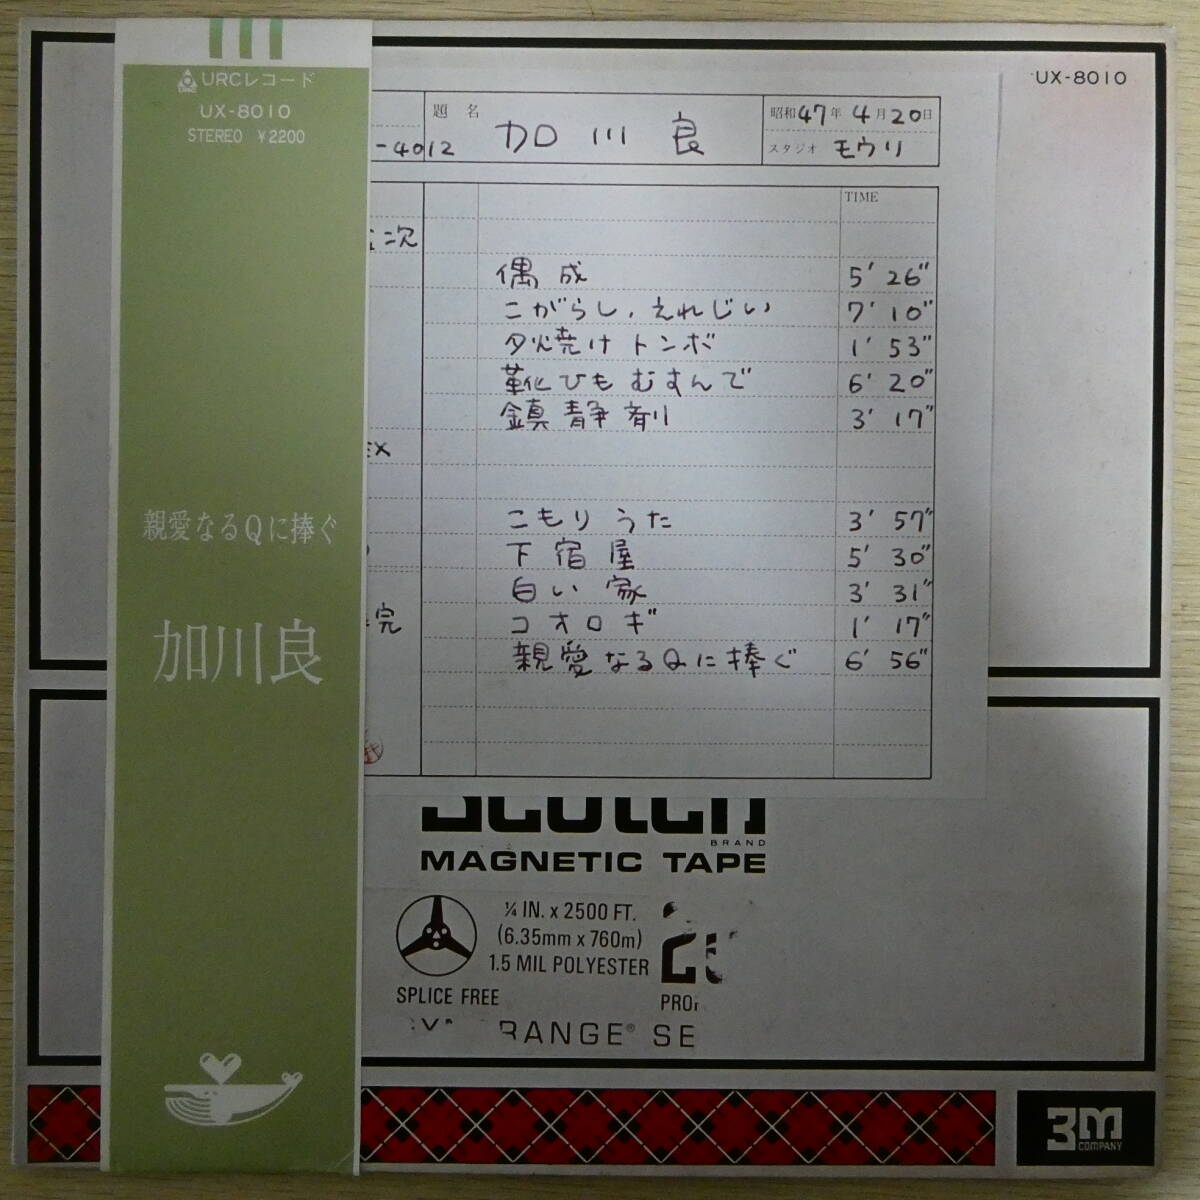 URCレコード
UX-8010
STEREO ¥2200
親愛なるQに捧ぐ
加川良
UX-8010
題名
加川良
昭和47年4月20日
-4012
スタジオ モウリ
TIME
次
偶成 5' 26"
こがらし、えれじい 7' 10"
夕焼けトンボ 1' 53"
靴ひもむすんで 6' 20"
鎮静剤 3' 17"
こもりうた 3' 57"
下宿屋 5' 30"
白い家 3' 31"
コオロギ 1' 17"
完
親愛なるQに捧ぐ 6' 56"
Scotch
BRAND
MAGNETIC TAPE
¼ IN. x 2500 FT.
(6.35mm x 760m)
1.5 MIL POLYESTER
SPLICE FREE
RANGE® SE
3M
COMPANY